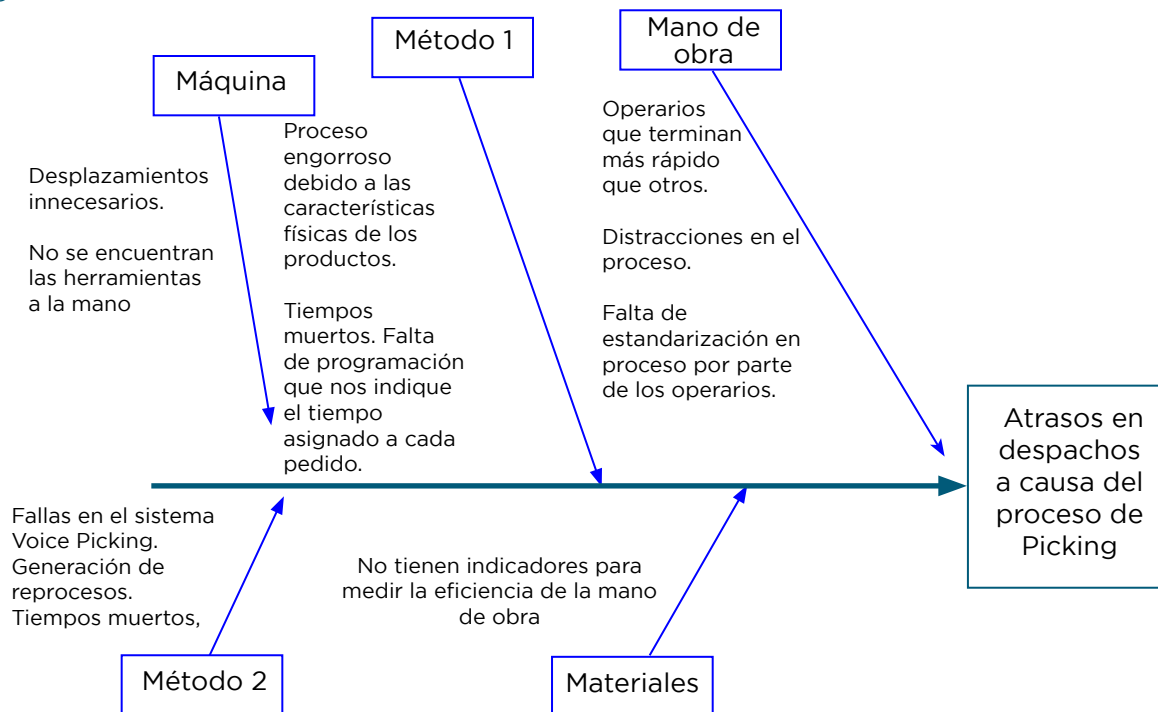 Máquina
Desplazamientos
innecesarios.
No se encuentran
las herramientas
a la mano
Método 1
Proceso
engorroso
debido a las
características
físicas de los
productos.
Tiempos
muertos. Falta
de programación
que nos indique
el tiempo
asignado a cada
pedido.
Mano de
obra
Operarios
que terminan
más rápido
que otros.
Distracciones en el
proceso.
Falta de
estandarización en
proceso por parte
de los operarios.
Atrasos en
despachos
a causa del
proceso de
Picking
Fallas en el sistema
Voice Picking.
Generación de
reprocesos.
Tiempos muertos,
Método 2
No tienen indicadores para
medir la eficiencia de la mano
de obra
Materiales